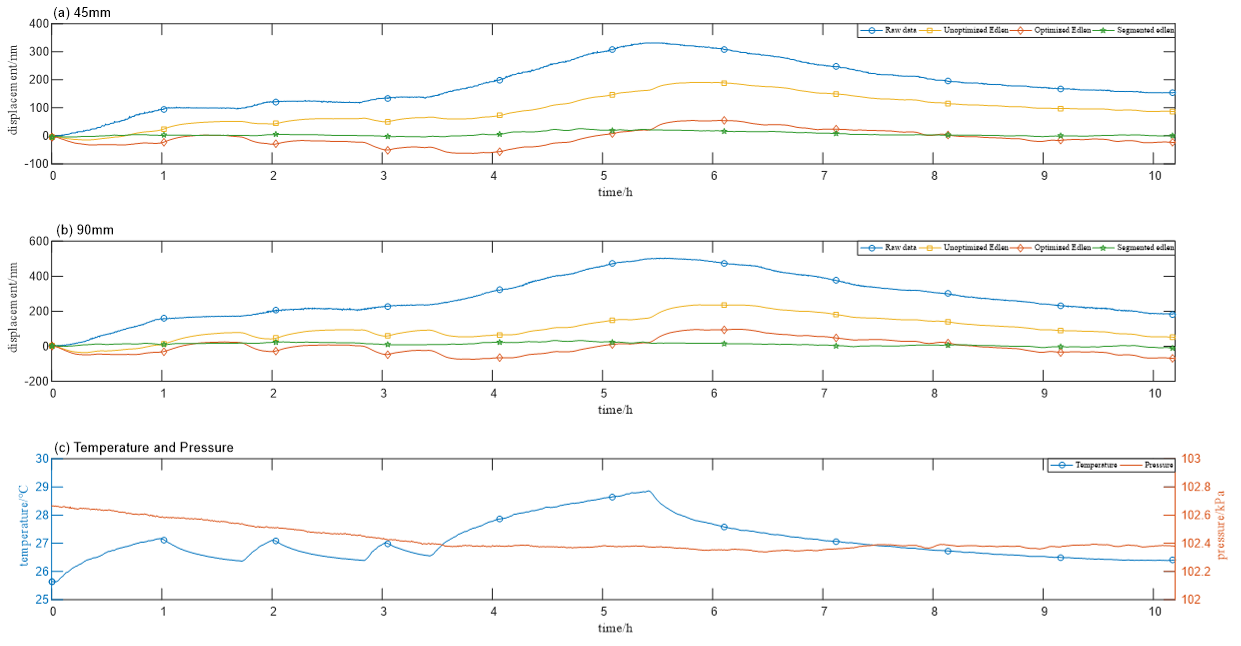 (a) 45mm
400
300
200
100
0
-100
displacement/nm
Raw data Unoptimized Edlen Optimized Edlen Segmented edlen
0 1 2 3 4 5 6 7 8 9 10
time/h
(b) 90mm
600
400
200
0
-200
displacement/nm
Raw data Unoptimized Edlen Optimized Edlen Segmented edlen
0 1 2 3 4 5 6 7 8 9 10
time/h
(c) Temperature and Pressure
30
29
28
27
26
25
temperature/°C
Temperature Pressure
103
102.8
102.6
102.4
102.2
102
pressure/kPa
0 1 2 3 4 5 6 7 8 9 10
time/h